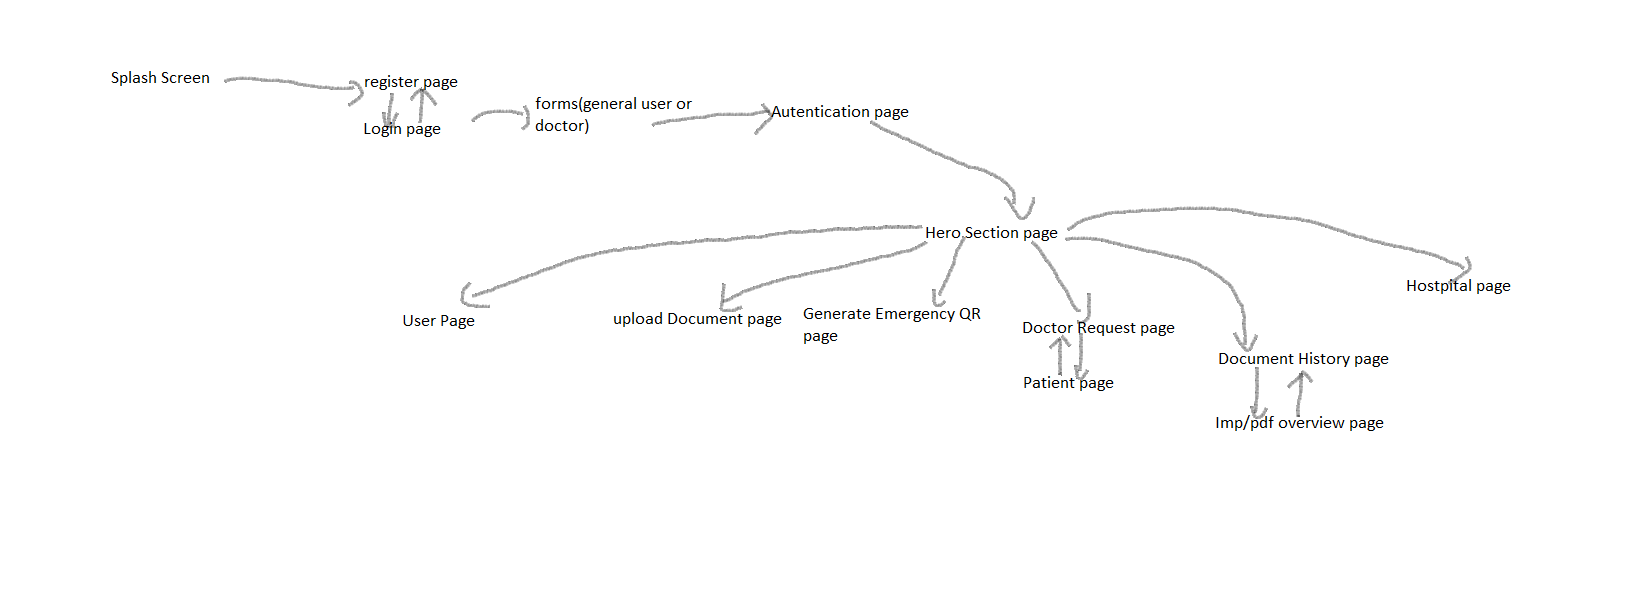 Splash Screen
register page
Login page
forms(general user or
doctor)
Autentication page
Hero Section page
User Page
upload Document page
Generate Emergency QR
page
Doctor Request page
Patient page
Hostpital page
Document History page
Imp/pdf overview page